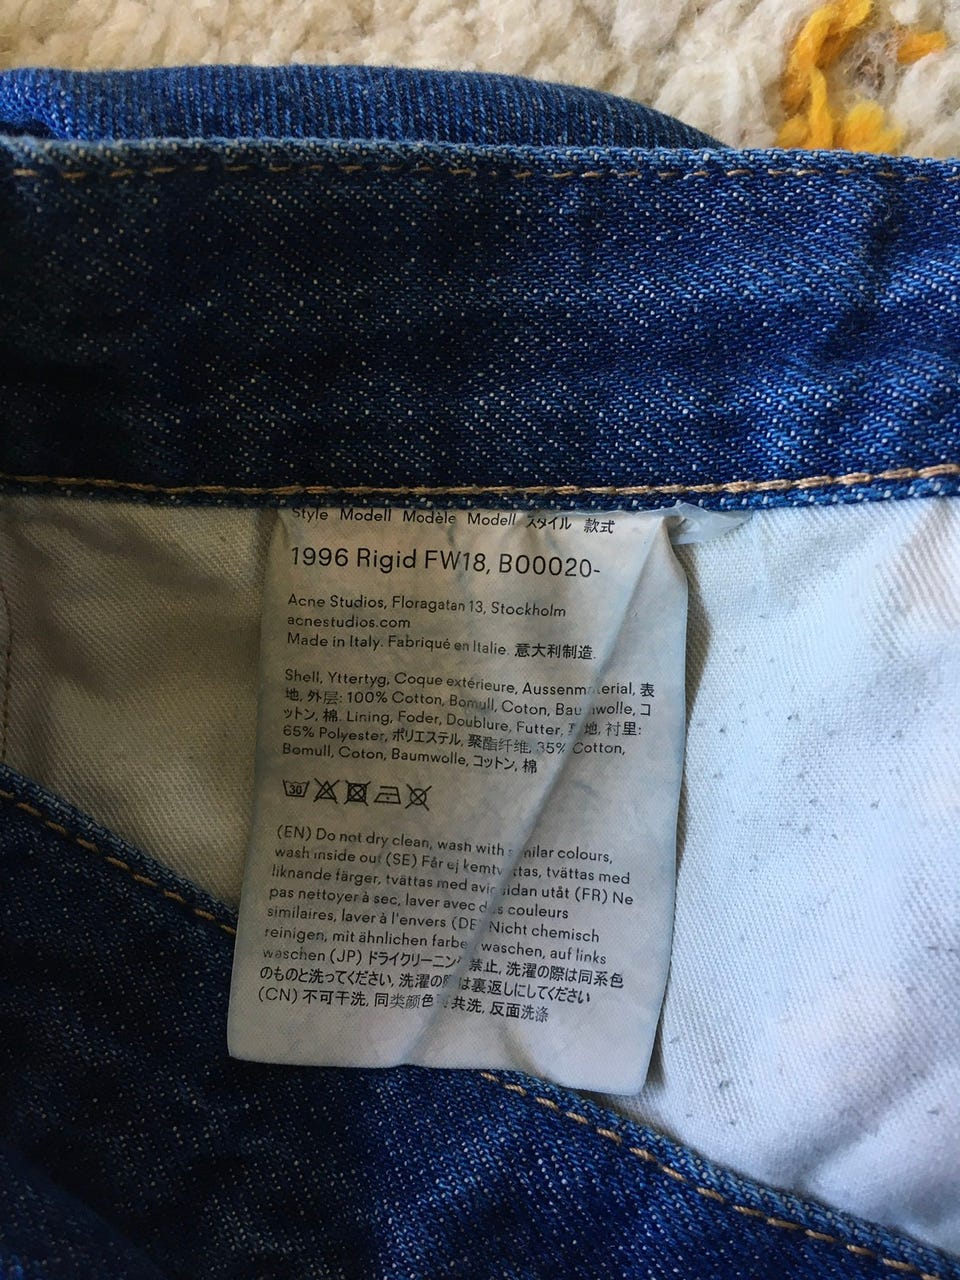 Style Modell Modèle Modell スタイル 款式
1996 Rigid FW18, B00020-
Acne Studios, Floragatan 13, Stockholm
acnestudios.com
Made in Italy. Fabriqué en Italie. 意大利制造.
Shell, Yttertyg, Coque extérieure, 表
地, 外层: 100% Cotton, Bomull, Coton, コ
ットン, 棉. Lining, Foder, Doublure, Futter, 地, 衬里:
65% Polyester, ポリエステル, 聚酯纤维, 35% Cotton,
Bomull, Coton, Baumwolle, コットン, 棉
30
(EN) Do not dry clean, wash with colours,
wash inside out (SE) Får ej tvättas med
liknande färger, tvättas med utåt (FR) Ne
pas nettoyer à sec, laver avec couleurs
similaires, laver à l'envers (DE) Nicht chemisch
reinigen, mit ähnlichen waschen, auf links
waschen (JP) ドライクリーニング禁止, 洗濯の際は同系色
のものと洗ってください, 洗濯の際は裏返しにしてください
(CN) 不可干洗, 同类颜色 共洗, 反面洗涤